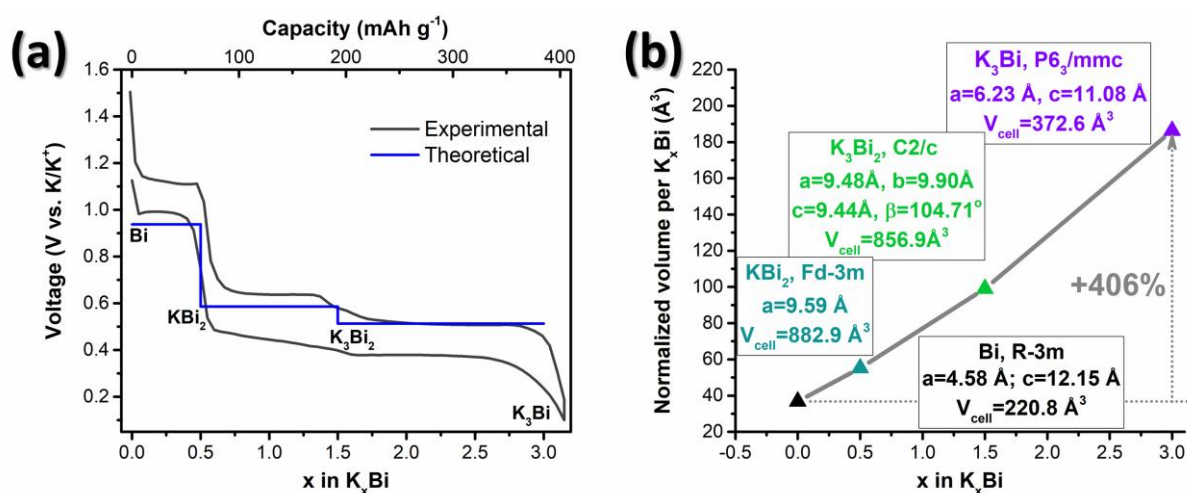 (a)
Capacity (mAh g⁻¹)
0 100 200 300 400
1.6
1.4
1.2
1.0
0.8
0.6
0.4
0.2
Voltage (V vs. K/K⁺)
Experimental
Theoretical
Bi
KBi₂
K₃Bi₂
K₃Bi
0.0 0.5 1.0 1.5 2.0 2.5 3.0
x in KₓBi
(b)
220
200
180
160
140
120
100
80
60
40
20
Normalized volume per KₓBi (Å³)
K₃Bi, P6₃/mmc
a=6.23 Å, c=11.08 Å
V_cell=372.6 Å³
K₃Bi₂, C2/c
a=9.48Å, b=9.90Å
c=9.44Å, β=104.71°
V_cell=856.9Å³
KBi₂, Fd-3m
a=9.59 Å
V_cell=882.9 Å³
+406%
Bi, R-3m
a=4.58 Å; c=12.15 Å
V_cell=220.8 Å³
-0.5 0.0 0.5 1.0 1.5 2.0 2.5 3.0
x in KₓBi